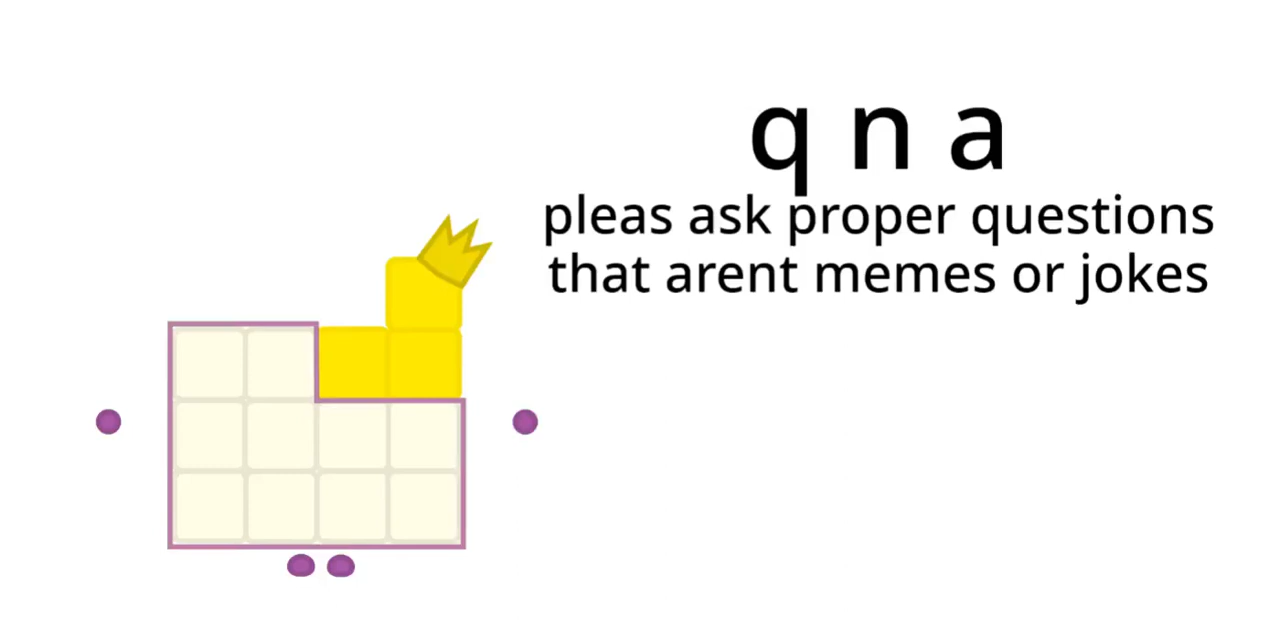 q n a
pleas ask proper questions
that arent memes or jokes